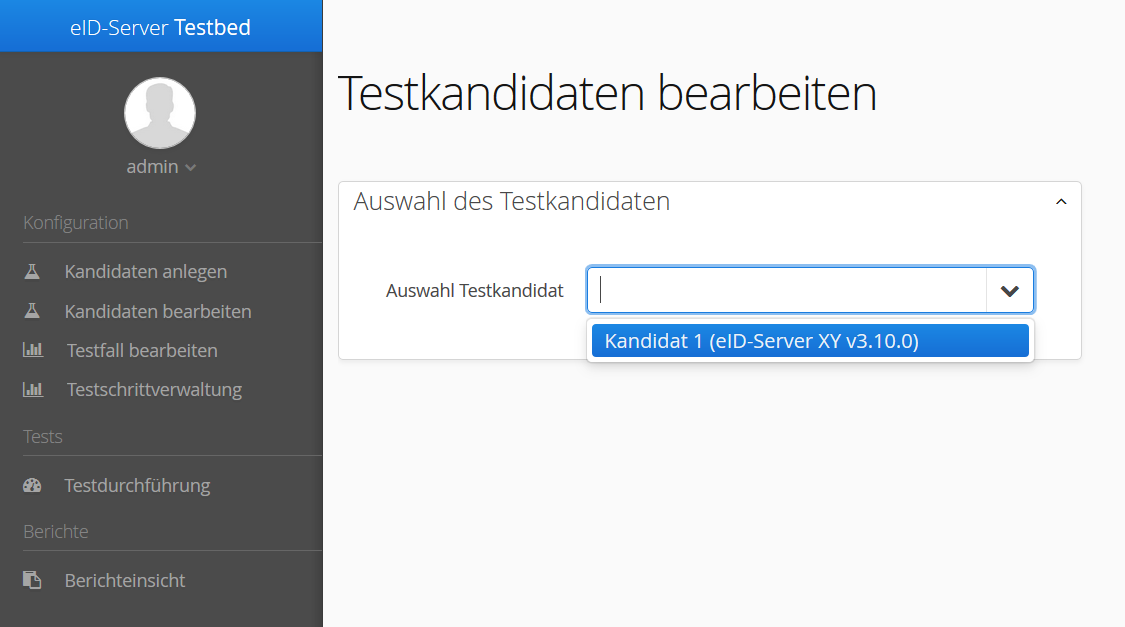 eID-Server Testbed
admin
Konfiguration
Kandidaten anlegen
Kandidaten bearbeiten
Testfall bearbeiten
Testschrittverwaltung
Tests
Testdurchführung
Berichte
Berichteinsicht
Testkandidaten bearbeiten
Auswahl des Testkandidaten
Auswahl Testkandidat
Kandidat 1 (eID-Server XY v3.10.0)